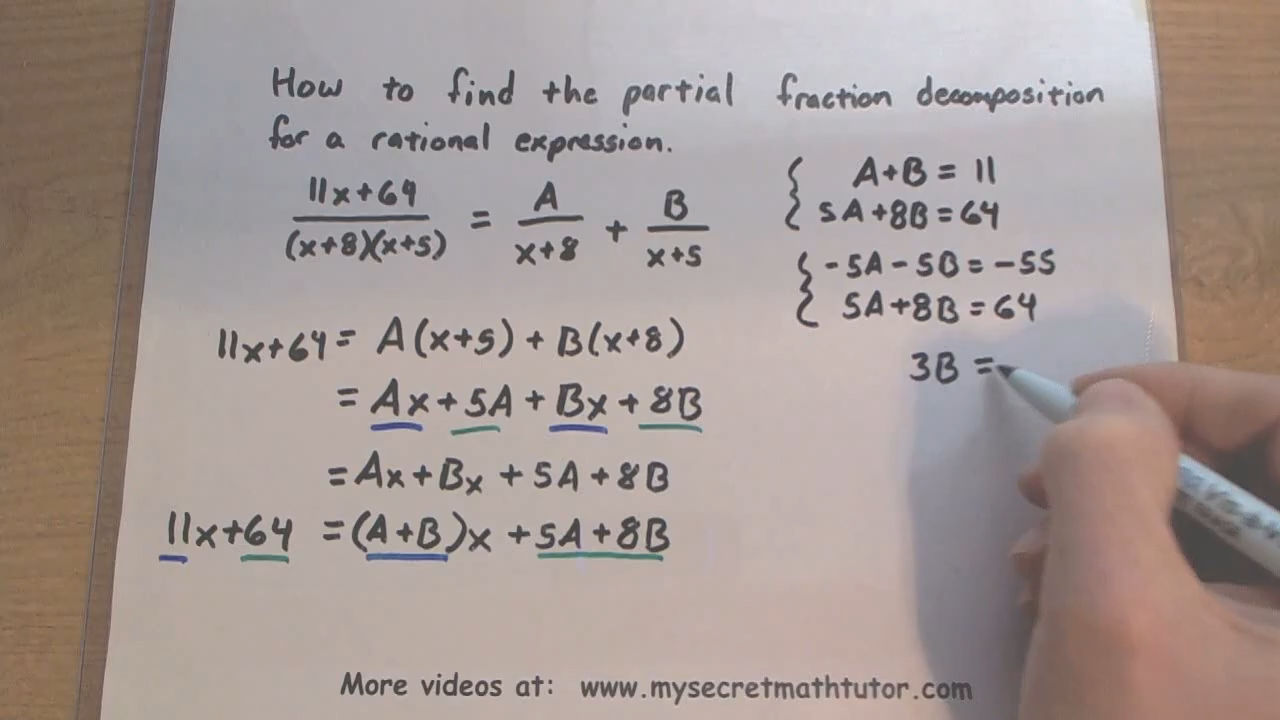 How to find the partial fraction decomposition
for a rational expression.
11x+64 / (x+8)(x+5) = A / x+8 + B / x+5
11x+64 = A(x+5) + B(x+8)
= Ax + 5A + Bx + 8B
= Ax + Bx + 5A + 8B
11x+64 = (A+B)x + 5A + 8B
{ A+B = 11
5A+8B = 64
{ -5A - 5B = -55
5A+8B = 64
3B =
More videos at: www.mysecretmathtutor.com